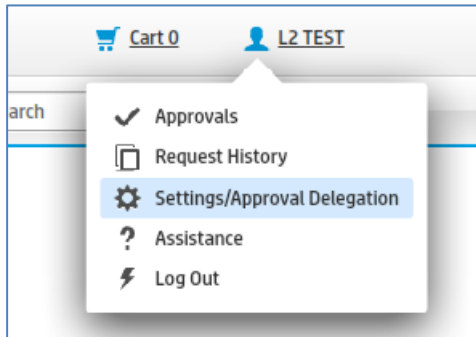 Cart 0 L2 TEST
arch
Approvals
Request History
Settings/Approval Delegation
? Assistance
Log Out